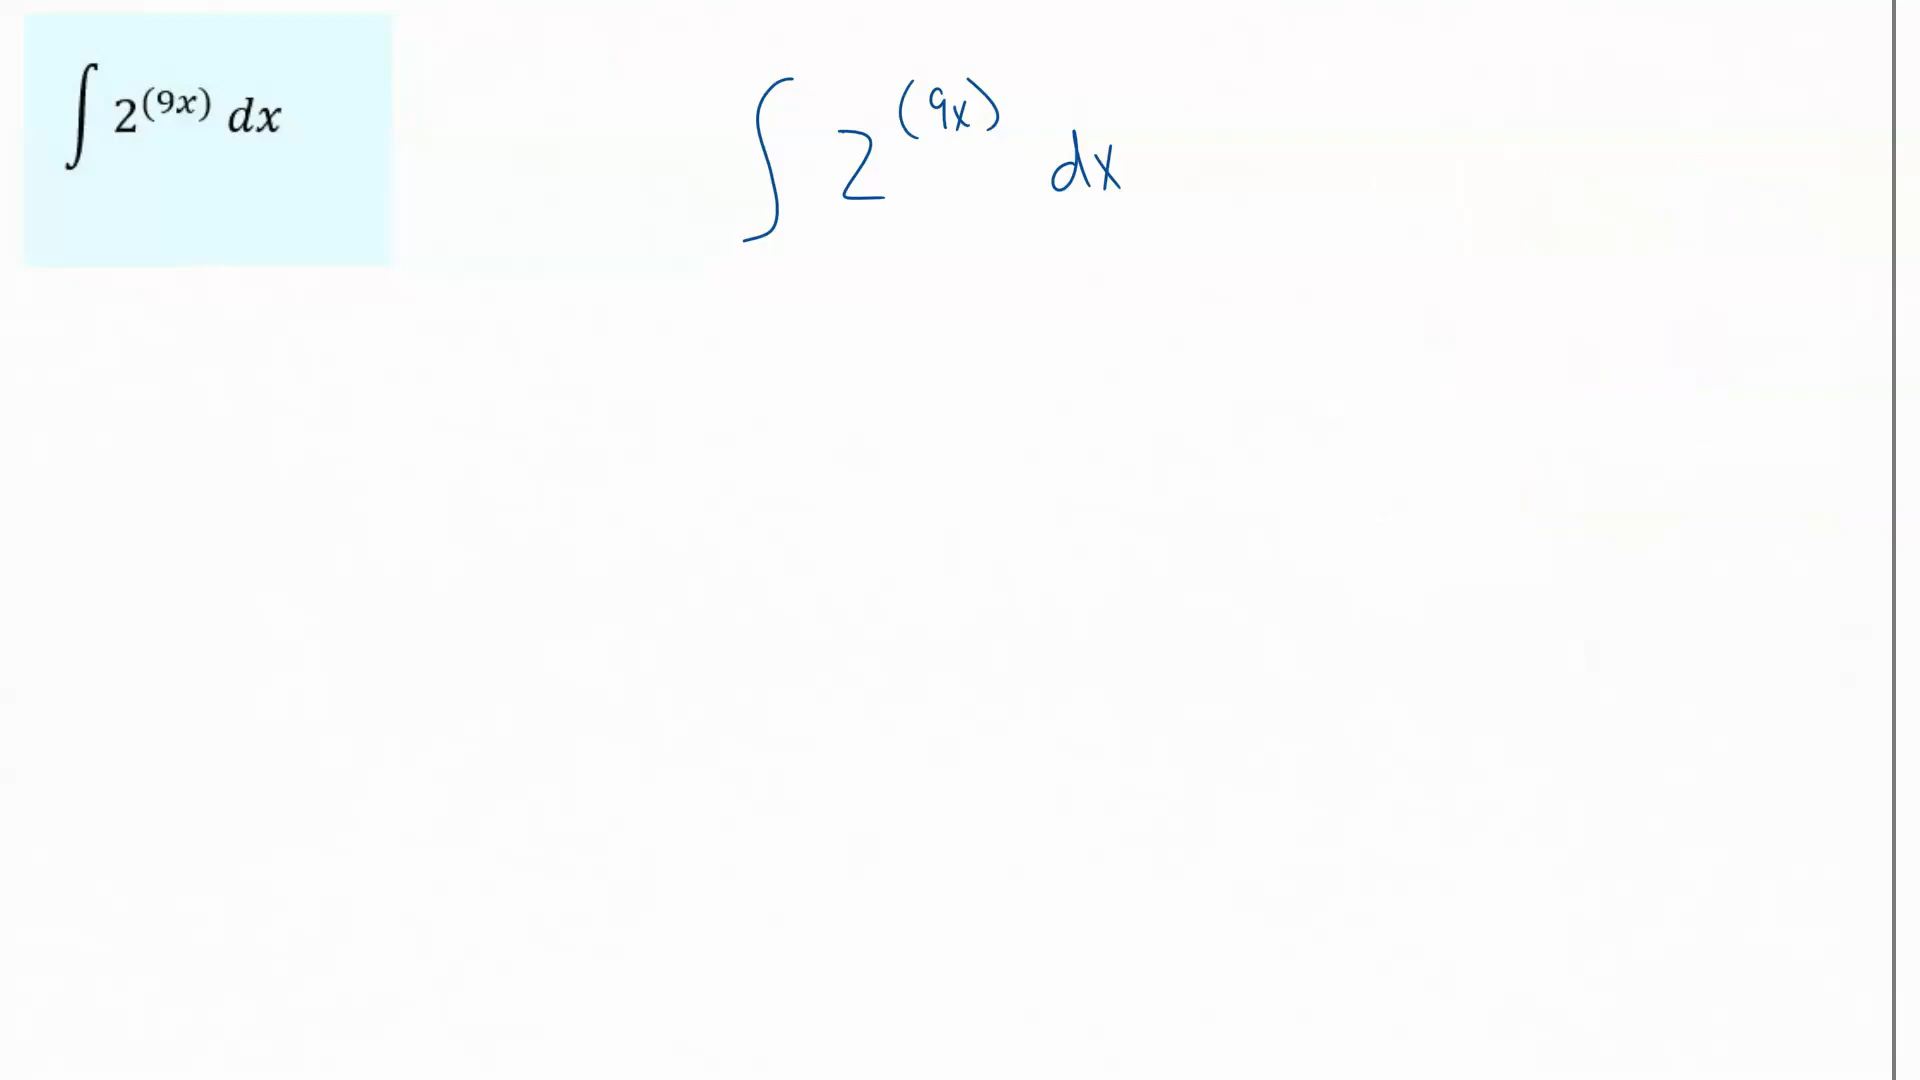 ∫ 2^(9x) dx
∫ 2^(9x) dx